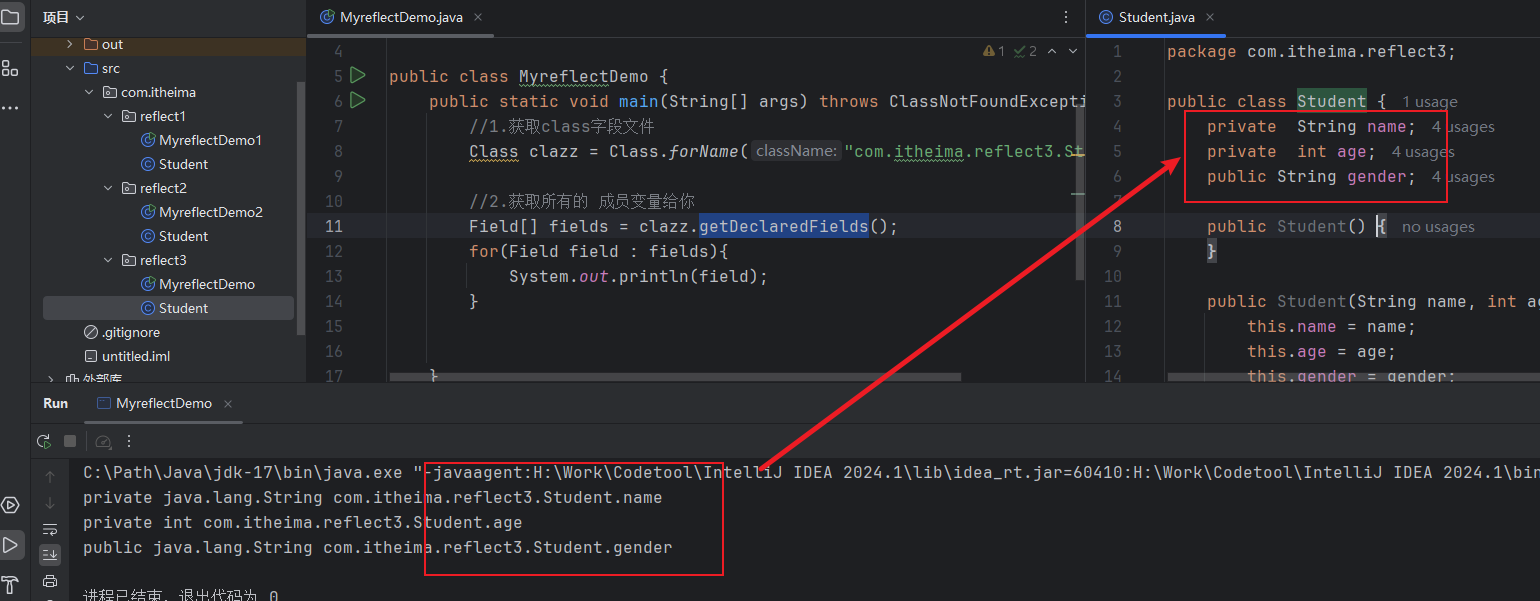 项目
out
src
com.itheima
reflect1
MyreflectDemo1
Student
reflect2
MyreflectDemo2
Student
reflect3
MyreflectDemo
Student
.gitignore
untitled.iml
外部库
MyreflectDemo.java
1 2
4
5 public class MyreflectDemo {
6 public static void main(String[] args) throws ClassNotFoundExcepti
7 //1.获取class字段文件
8 Class clazz = Class.forName( className: "com.itheima.reflect3.St
9
10 //2.获取所有的 成员变量给你
11 Field[] fields = clazz.getDeclaredFields();
12 for(Field field : fields){
13 System.out.println(field);
14 }
15
16
17 }
Student.java
1 package com.itheima.reflect3;
2
3 public class Student { 1 usage
4 private String name; 4 usages
5 private int age; 4 usages
6 public String gender; 4 usages
7
8 public Student() { no usages
9 }
10
11 public Student(String name, int ag
12 this.name = name;
13 this.age = age;
14 this.gender = gender;
Run MyreflectDemo
C:\Path\Java\jdk-17\bin\java.exe "-javaagent:H:\Work\Codetool\IntelliJ IDEA 2024.1\lib\idea_rt.jar=60410:H:\Work\Codetool\IntelliJ IDEA 2024.1\bin
private java.lang.String com.itheima.reflect3.Student.name
private int com.itheima.reflect3.Student.age
public java.lang.String com.itheima.reflect3.Student.gender
进程已结束，退出代码为 0